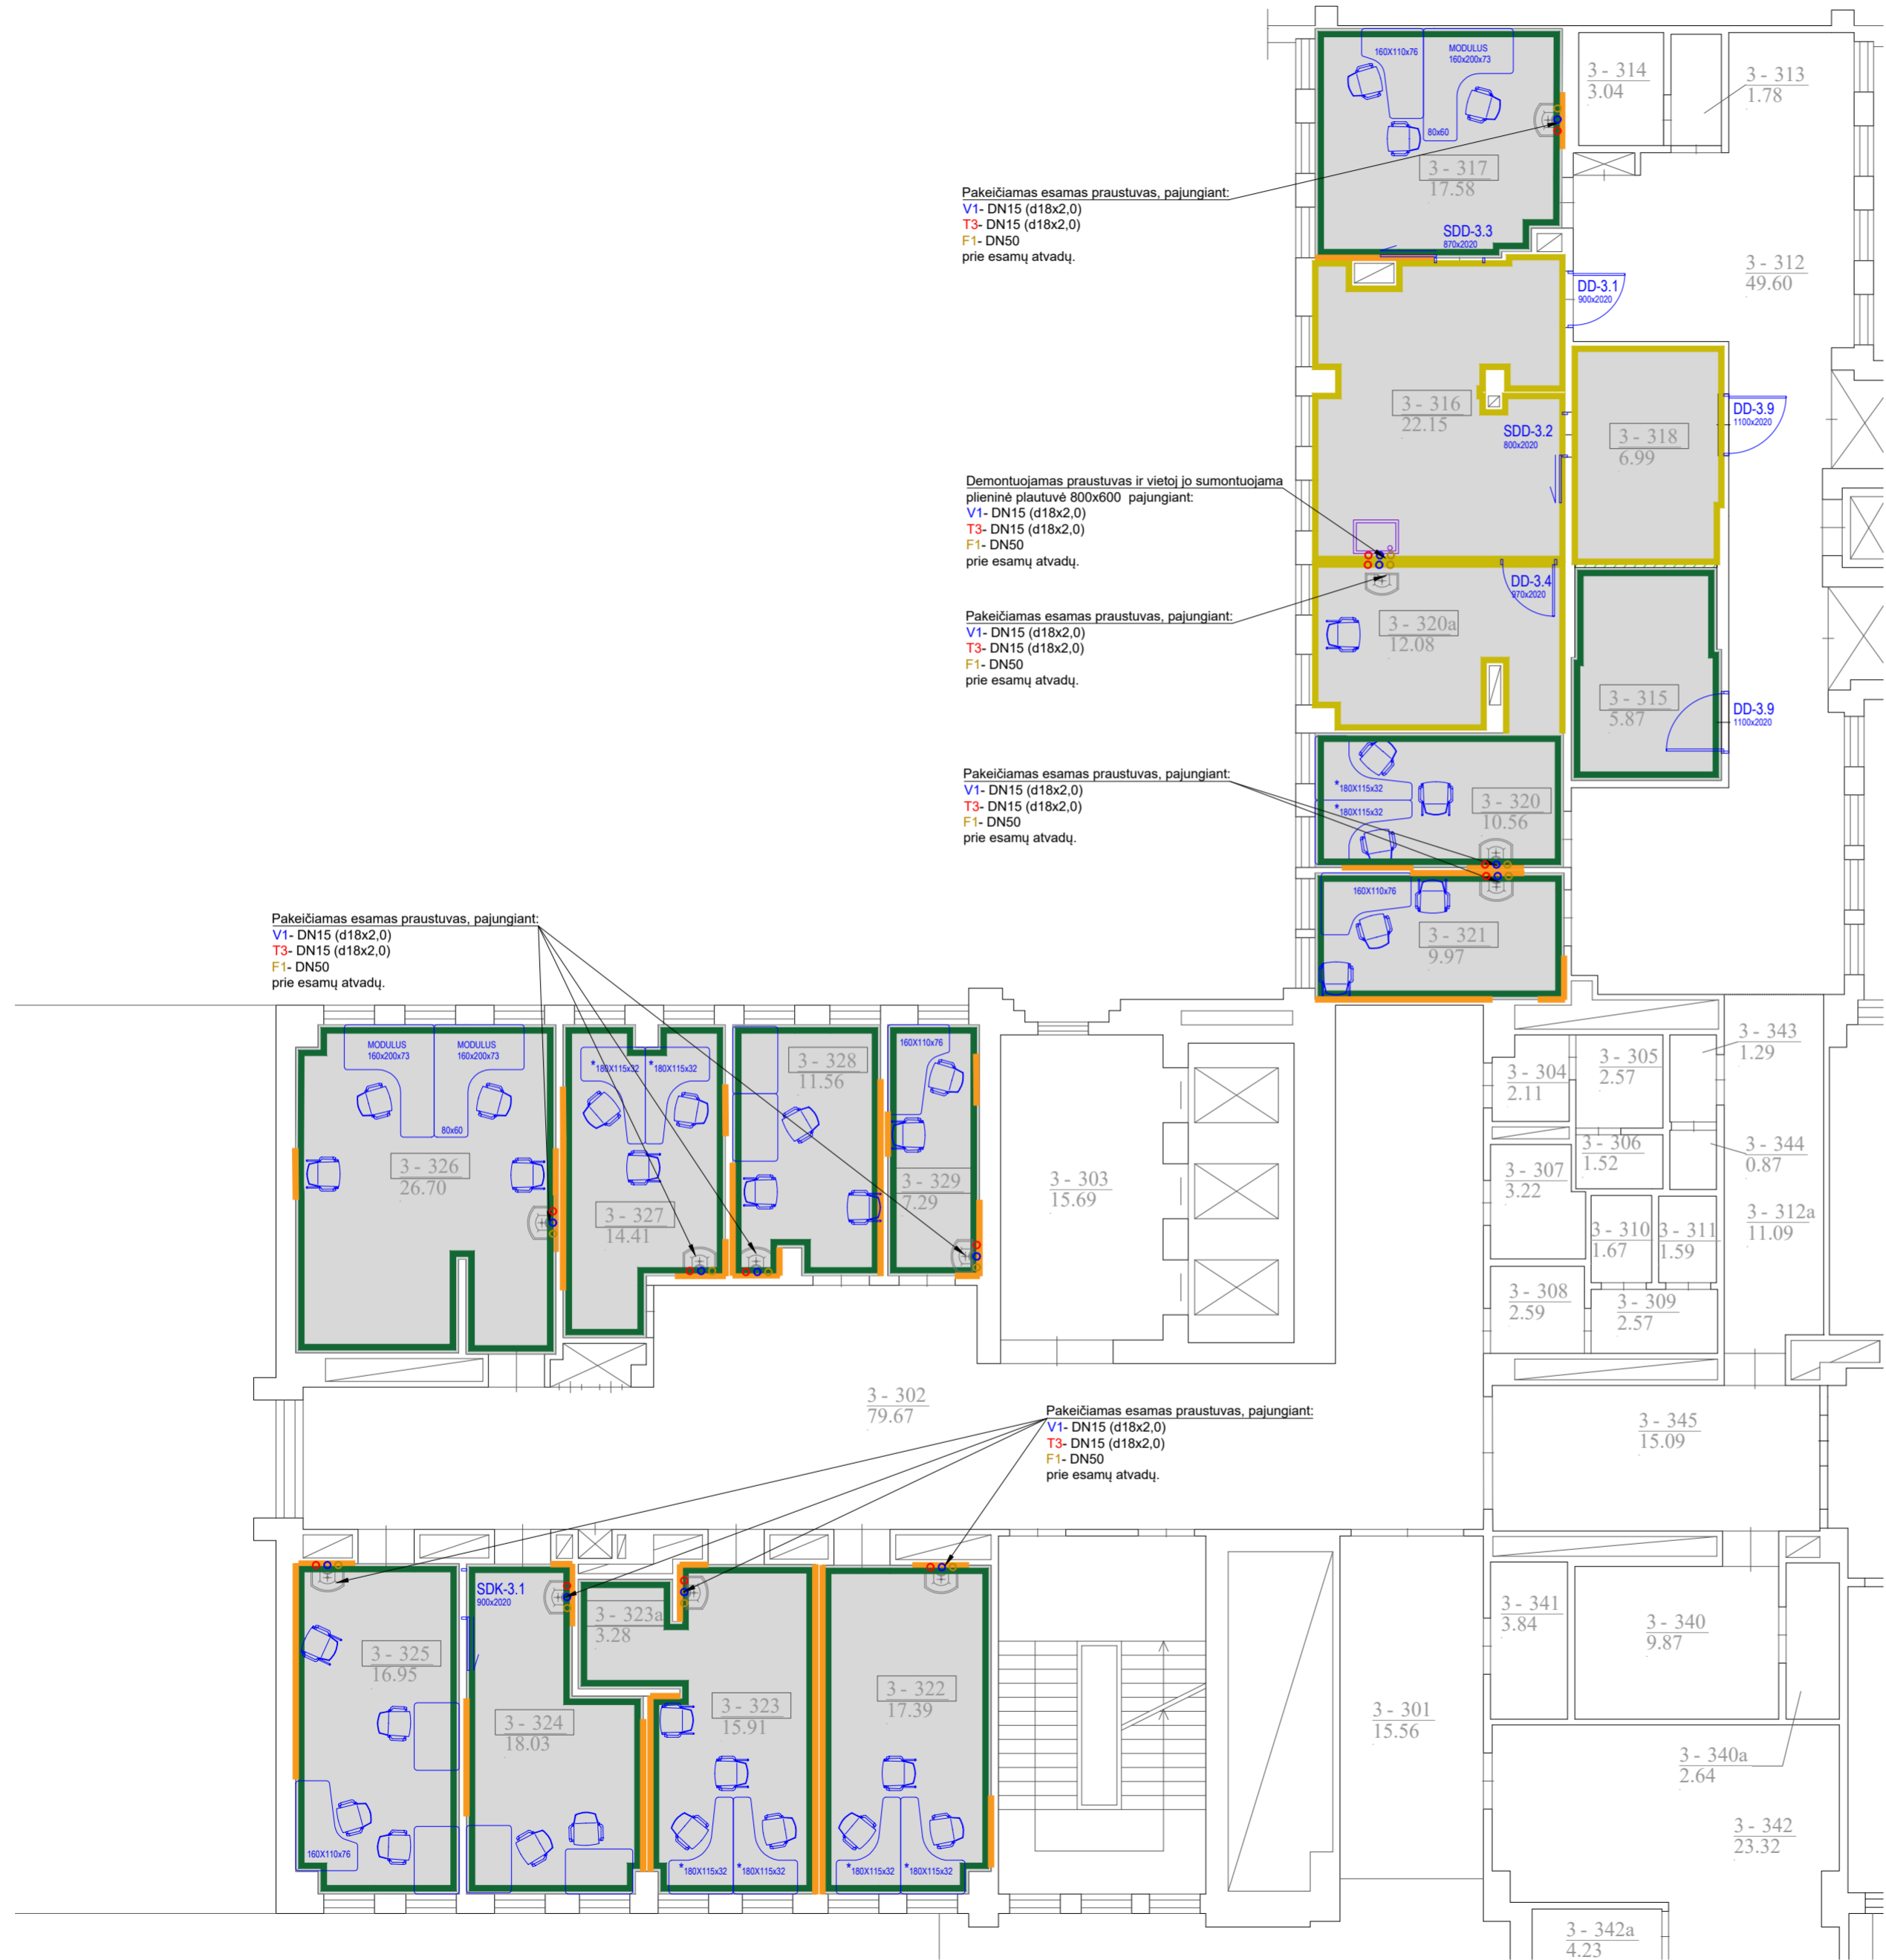 160X110x76
MODULUS
160x200x73
80x60
3 - 317
17.58
3 - 314
3.04
3 - 313
1.78
Pakeičiamas esamas praustuvas, pajungiant:
V1- DN15 (d18x2,0)
T3- DN15 (d18x2,0)
F1- DN50
prie esamų atvadų.
SDD-3.3
870x2020
3 - 312
49.60
DD-3.1
900x2020
3 - 316
22.15
SDD-3.2
800x2020
3 - 318
6.99
DD-3.9
1100x2020
Demontuojamas praustuvas ir vietoj jo sumontuojama
plieninė plautuvė 800x600 pajungiant:
V1- DN15 (d18x2,0)
T3- DN15 (d18x2,0)
F1- DN50
prie esamų atvadų.
DD-3.4
970x2020
Pakeičiamas esamas praustuvas, pajungiant:
V1- DN15 (d18x2,0)
T3- DN15 (d18x2,0)
F1- DN50
prie esamų atvadų.
3 - 320a
12.08
3 - 315
5.87
DD-3.9
1100x2020
Pakeičiamas esamas praustuvas, pajungiant:
V1- DN15 (d18x2,0)
T3- DN15 (d18x2,0)
F1- DN50
prie esamų atvadų.
*180X115x32
*180X115x32
3 - 320
10.56
160X110x76
3 - 321
9.97
Pakeičiamas esamas praustuvas, pajungiant:
V1- DN15 (d18x2,0)
T3- DN15 (d18x2,0)
F1- DN50
prie esamų atvadų.
MODULUS
160x200x73
MODULUS
160x200x73
80x60
3 - 326
26.70
*180X115x32
*180X115x32
3 - 327
14.41
3 - 328
11.56
160X110x76
3 - 329
7.29
3 - 303
15.69
3 - 304
2.11
3 - 305
2.57
3 - 343
1.29
3 - 306
1.52
3 - 344
0.87
3 - 307
3.22
3 - 310
1.67
3 - 311
1.59
3 - 312a
11.09
3 - 308
2.59
3 - 309
2.57
3 - 302
79.67
Pakeičiamas esamas praustuvas, pajungiant:
V1- DN15 (d18x2,0)
T3- DN15 (d18x2,0)
F1- DN50
prie esamų atvadų.
3 - 345
15.09
SDK-3.1
900x2020
3 - 325
16.95
160X110x76
3 - 324
18.03
3 - 323a
3.28
3 - 323
15.91
*180X115x32
*180X115x32
3 - 322
17.39
*180X115x32
*180X115x32
3 - 301
15.56
3 - 341
3.84
3 - 340
9.87
3 - 340a
2.64
3 - 342
23.32
3 - 342a
4.23